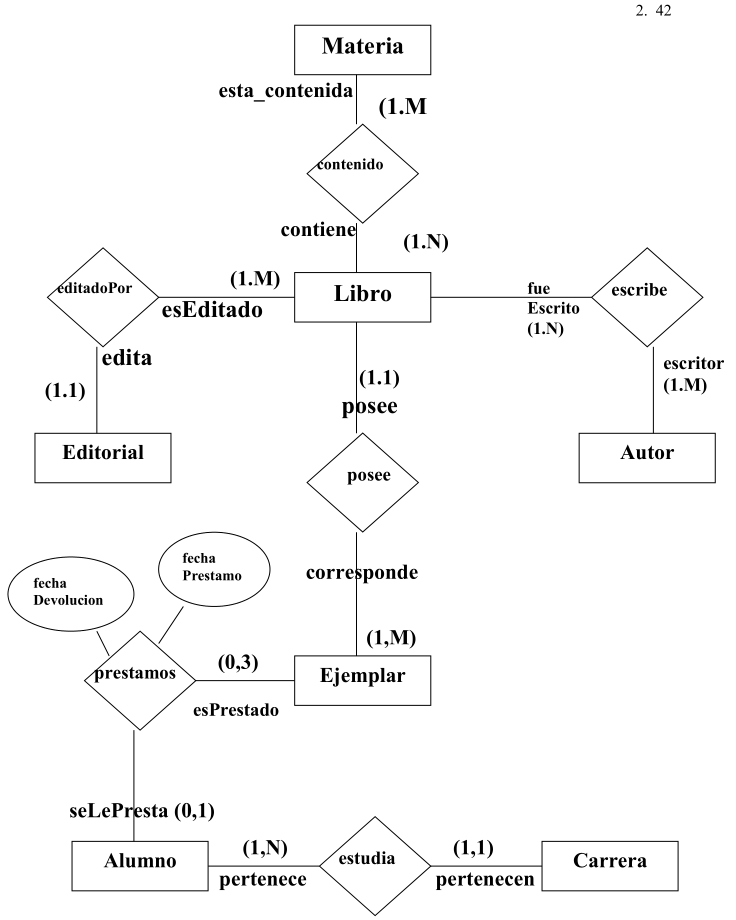 2. 42
Materia
esta_contenida
(1.M
contenido
contiene
(1.N)
editadoPor
(1.M)
esEditado
Libro
fue
Escrito
(1.N)
escribe
edita
(1.1)
escritor
(1.M)
(1.1)
posee
Editorial
Autor
posee
fecha
Devolucion
fecha
Prestamo
corresponde
(1,M)
prestamos
(0,3)
esPrestado
Ejemplar
seLePresta (0,1)
Alumno
(1,N)
pertenece
estudia
(1,1)
pertenecen
Carrera